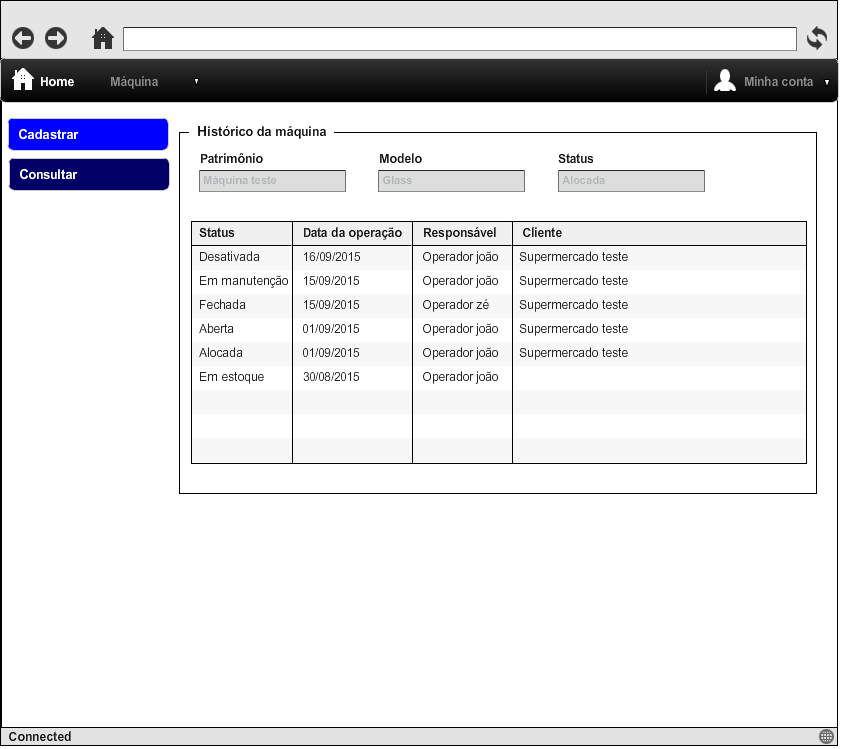 Home Máquina Minha conta
Cadastrar
Consultar
Histórico da máquina
Patrimônio Modelo Status
Máquina teste Glass Alocada
Status Data da operação Responsável Cliente
Desativada 16/09/2015 Operador joão Supermercado teste
Em manutenção 15/09/2015 Operador joão Supermercado teste
Fechada 15/09/2015 Operador zé Supermercado teste
Aberta 01/09/2015 Operador joão Supermercado teste
Alocada 01/09/2015 Operador joão Supermercado teste
Em estoque 30/08/2015 Operador joão
Connected